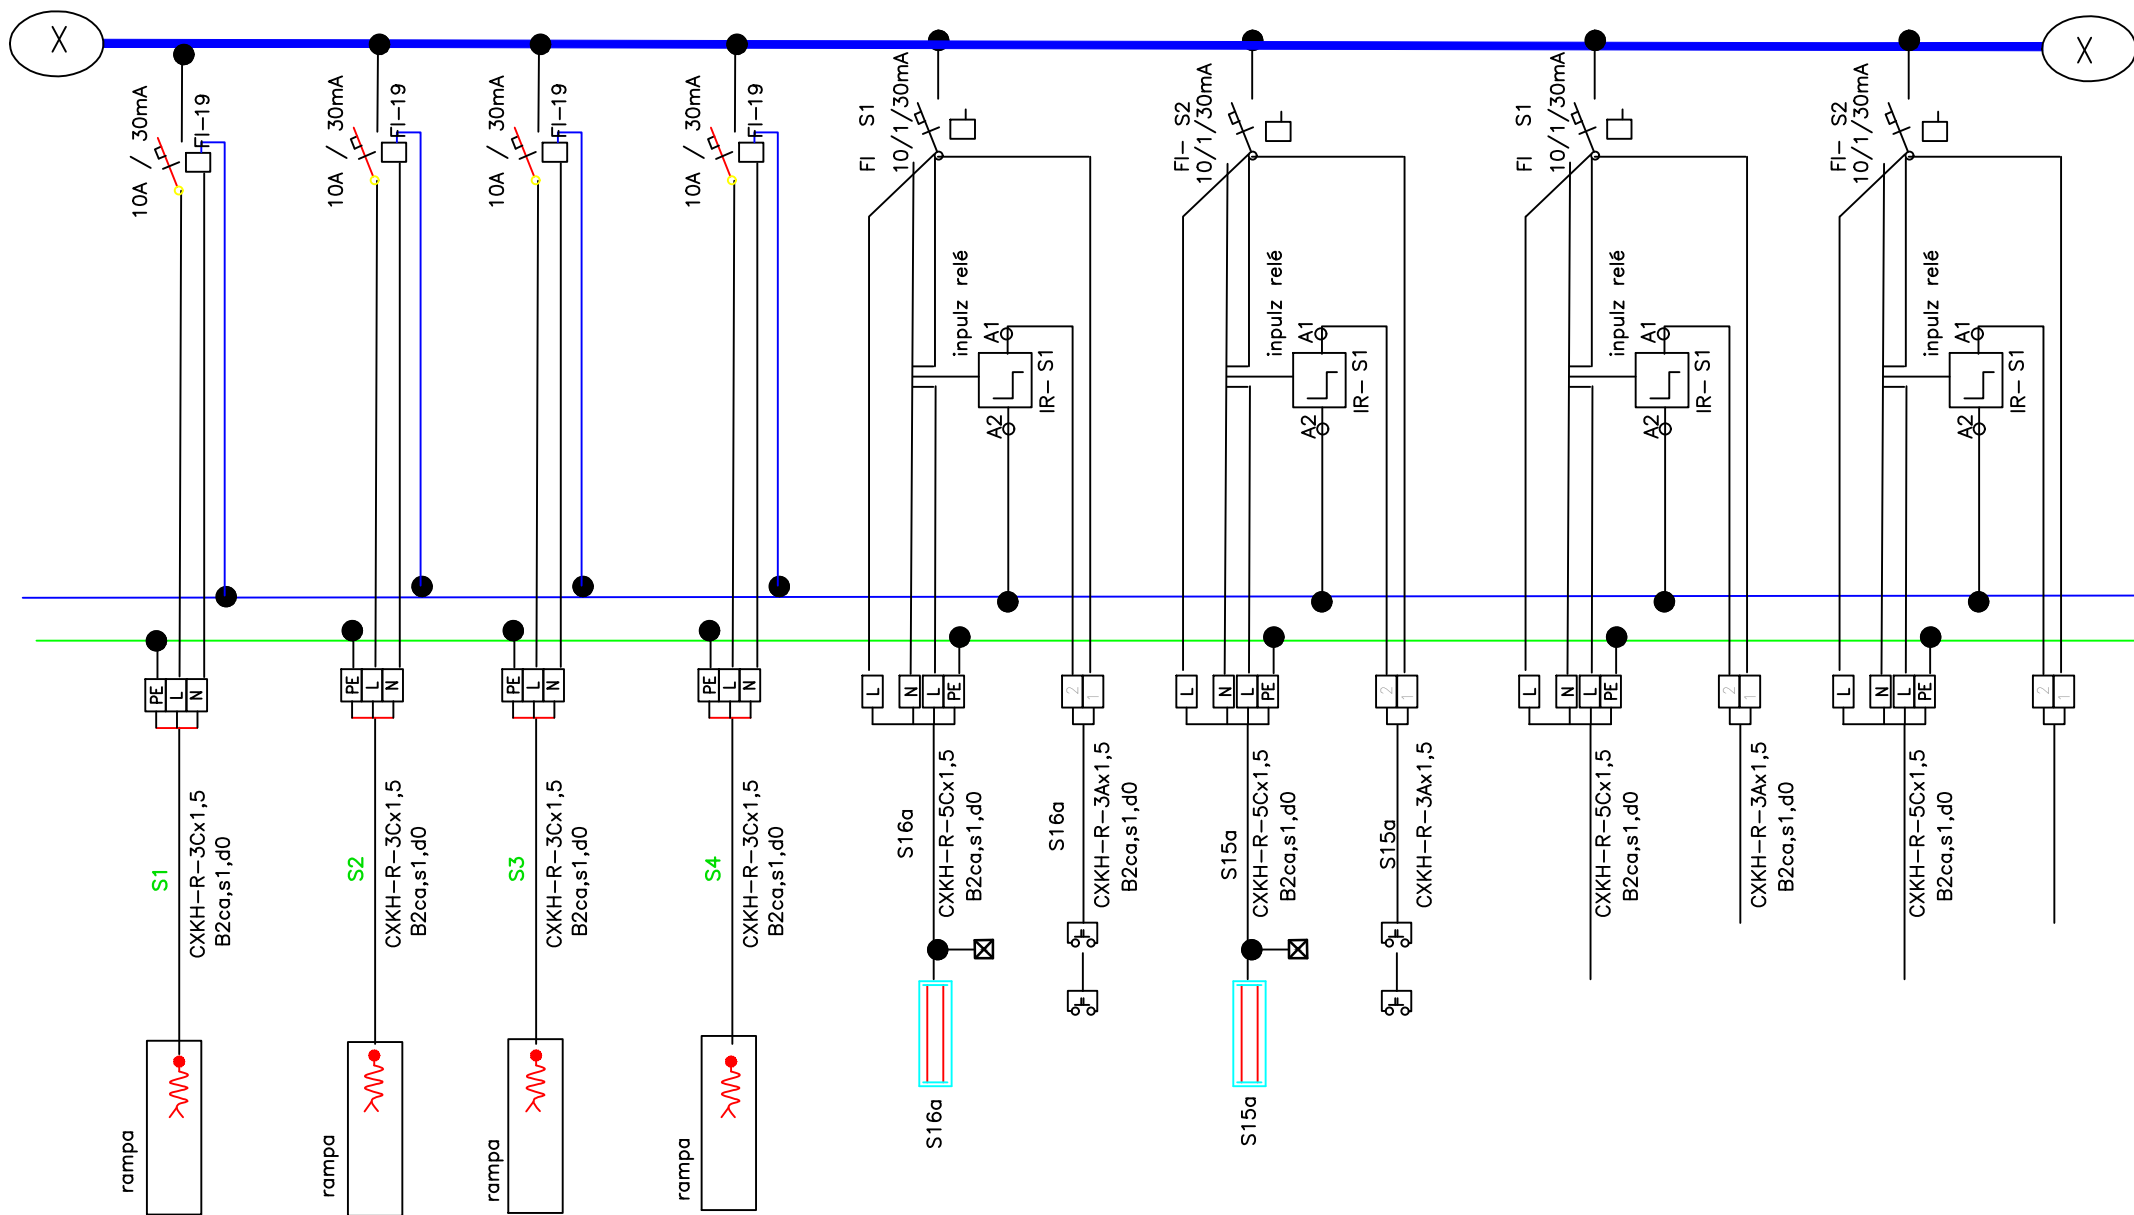 X
X
10A / 30mA
FI-19
10A / 30mA
FI-19
10A / 30mA
FI-19
10A / 30mA
FI-19
FI S1
10/1/30mA
FI- S2
10/1/30mA
FI S1
10/1/30mA
FI- S2
10/1/30mA
inpulz relé
A1
A2
IR- S1
inpulz relé
A1
A2
IR- S1
inpulz relé
A1
A2
IR- S1
inpulz relé
A1
A2
IR- S1
PE
L
N
PE
L
N
PE
L
N
PE
L
N
L
N
L
PE
2
1
L
N
L
PE
2
1
L
N
L
PE
2
1
L
N
L
PE
2
1
S1
CXKH-R-3Cx1,5
B2ca,s1,d0
S2
CXKH-R-3Cx1,5
B2ca,s1,d0
S3
CXKH-R-3Cx1,5
B2ca,s1,d0
S4
CXKH-R-3Cx1,5
B2ca,s1,d0
S16a
CXKH-R-5Cx1,5
B2ca,s1,d0
S16a
CXKH-R-3Ax1,5
B2ca,s1,d0
S15a
CXKH-R-5Cx1,5
B2ca,s1,d0
S15a
CXKH-R-3Ax1,5
CXKH-R-5Cx1,5
B2ca,s1,d0
CXKH-R-3Ax1,5
B2ca,s1,d0
CXKH-R-5Cx1,5
B2ca,s1,d0
rampa
rampa
rampa
rampa
S16a
S15a